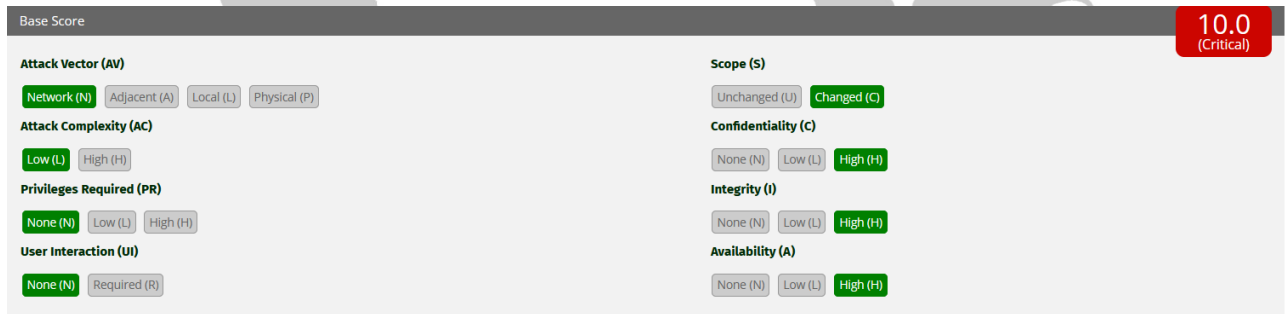 Base Score
10.0
(Critical)
Attack Vector (AV)
Network (N) Adjacent (A) Local (L) Physical (P)
Attack Complexity (AC)
Low (L) High (H)
Privileges Required (PR)
None (N) Low (L) High (H)
User Interaction (UI)
None (N) Required (R)
Scope (S)
Unchanged (U) Changed (C)
Confidentiality (C)
None (N) Low (L) High (H)
Integrity (I)
None (N) Low (L) High (H)
Availability (A)
None (N) Low (L) High (H)